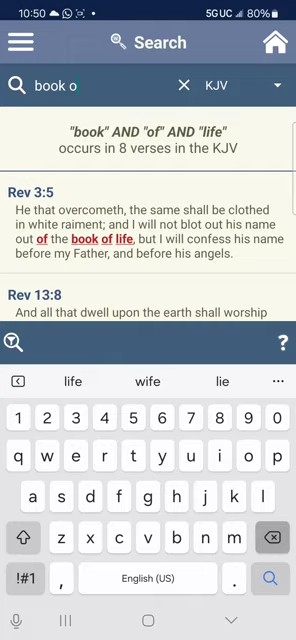 10:50 5G UC 80%
Search
book o KJV
"book" AND "of" AND "life"
occurs in 8 verses in the KJV
Rev 3:5
He that overcometh, the same shall be clothed
in white raiment; and I will not blot out his name
out of the book of life, but I will confess his name
before my Father, and before his angels.
Rev 13:8
And all that dwell upon the earth shall worship
?
life wife lie ...
1 2 3 4 5 6 7 8 9 0
q w e r t y u i o p
a s d f g h j k l
z x c v b n m
!#1 , English (US) .